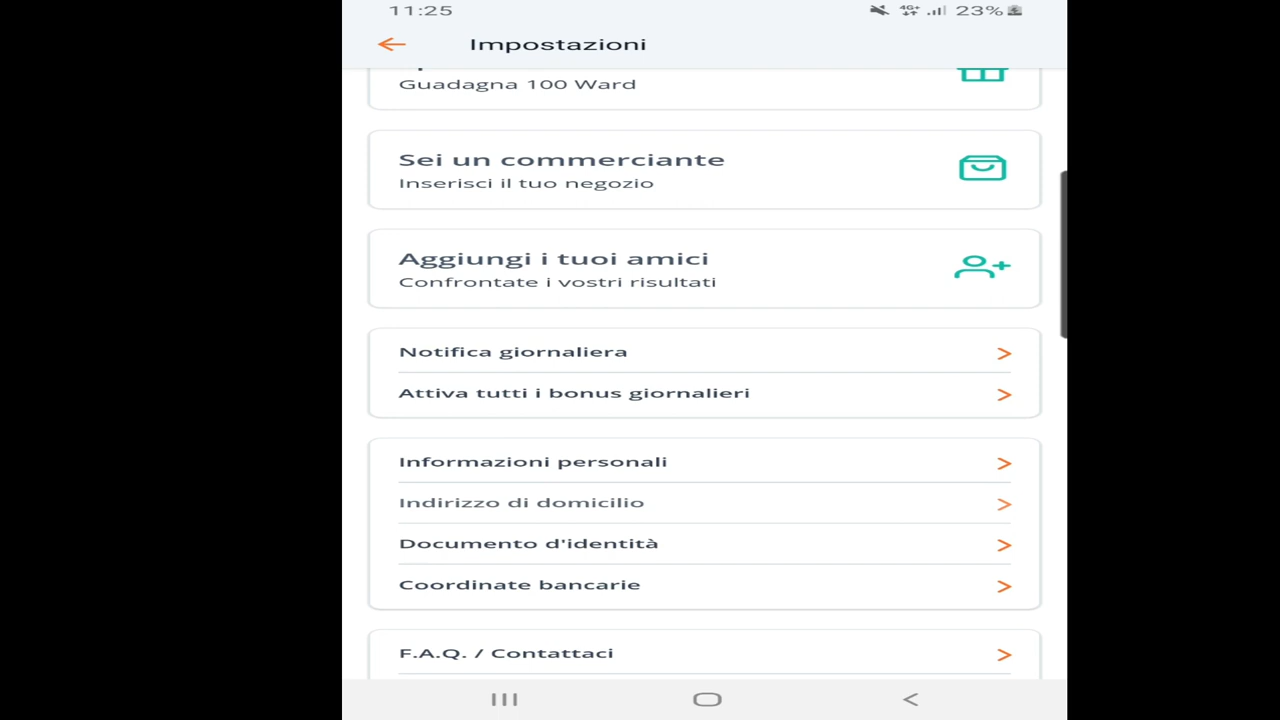 11:25
4G+
23%
Impostazioni
Guadagna 100 Ward
Sei un commerciante
Inserisci il tuo negozio
Aggiungi i tuoi amici
Confrontate i vostri risultati
Notifica giornaliera
Attiva tutti i bonus giornalieri
Informazioni personali
Indirizzo di domicilio
Documento d'identità
Coordinate bancarie
F.A.Q. / Contattaci